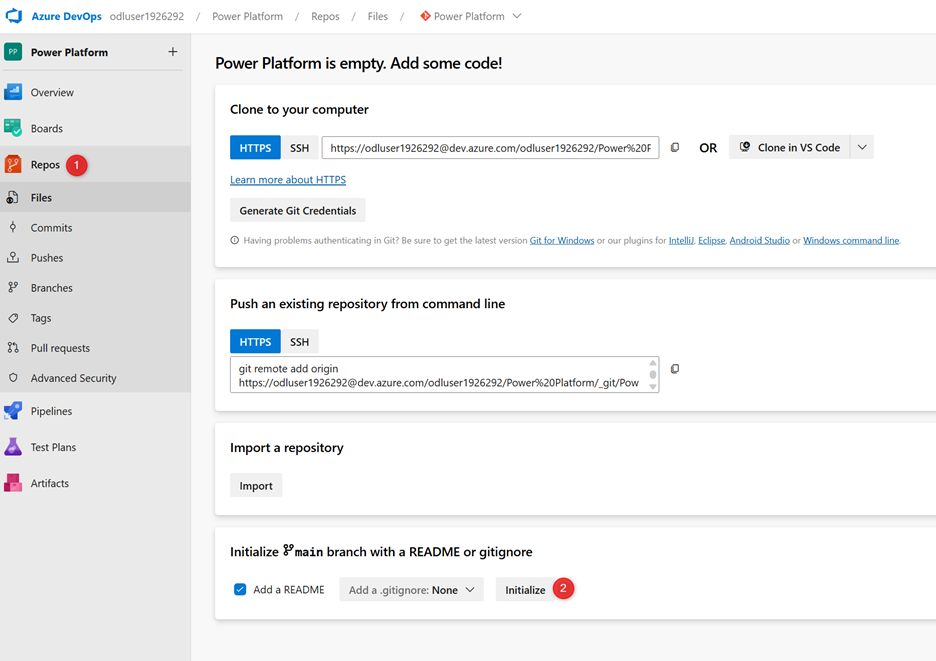 Azure DevOps odluser1926292 / Power Platform / Repos / Files / Power Platform
PP Power Platform +
Overview
Boards
Repos 1
Files
Commits
Pushes
Branches
Tags
Pull requests
Advanced Security
Pipelines
Test Plans
Artifacts
Power Platform is empty. Add some code!
Clone to your computer
HTTPS SSH https://odluser1926292@dev.azure.com/odluser1926292/Power%20F OR Clone in VS Code
Learn more about HTTPS
Generate Git Credentials
Having problems authenticating in Git? Be sure to get the latest version Git for Windows or our plugins for IntelliJ, Eclipse, Android Studio or Windows command line.
Push an existing repository from command line
HTTPS SSH
git remote add origin
https://odluser1926292@dev.azure.com/odluser1926292/Power%20Platform/_git/Pow
Import a repository
Import
Initialize main branch with a README or gitignore
Add a README Add a .gitignore: None Initialize 2